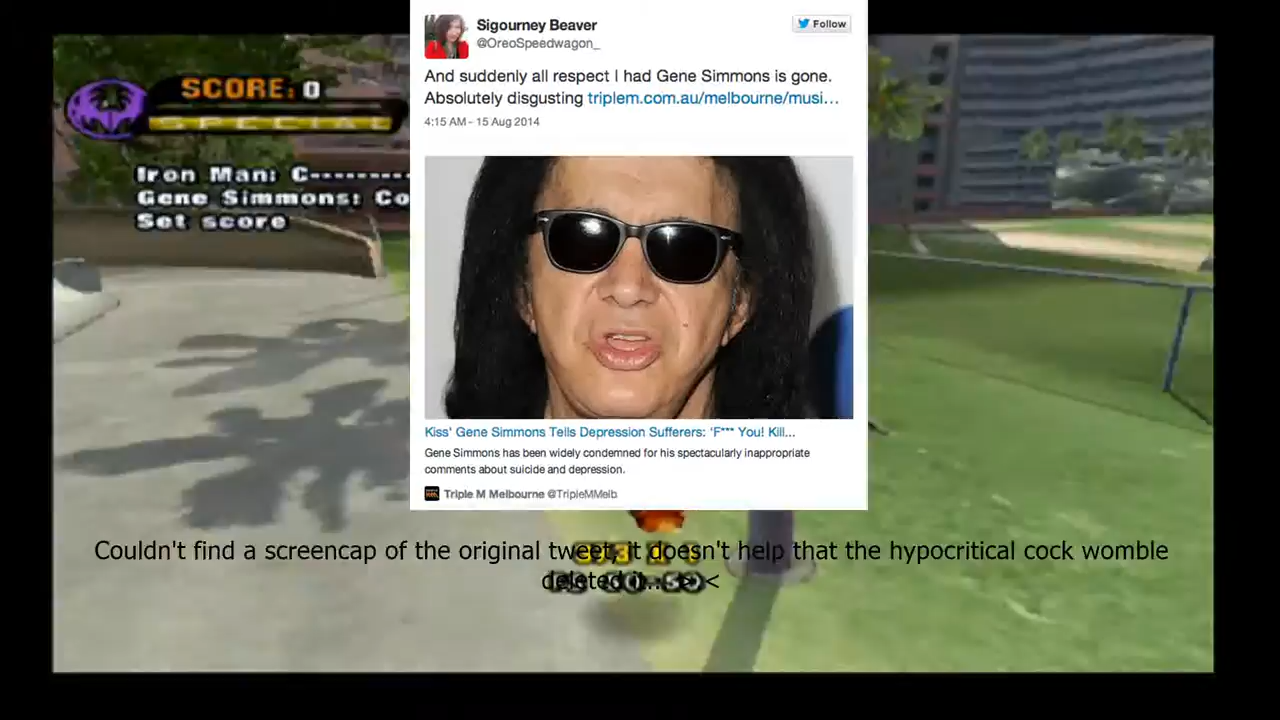 SCORE: 0
SPECIAL
Iron Man: C---------
Gene Simmons: Co
Set score
Sigourney Beaver
@OreoSpeedwagon_
Follow
And suddenly all respect I had Gene Simmons is gone.
Absolutely disgusting triplem.com.au/melbourne/musi...
4:15 AM - 15 Aug 2014
Kiss' Gene Simmons Tells Depression Sufferers: 'F*** You! Kill...
Gene Simmons has been widely condemned for his spectacularly inappropriate
comments about suicide and depression.
Triple M Melbourne @TripleMMelb
Couldn't find a screencap of the original tweet, it doesn't help that the hypocritical cock womble
deleted it...